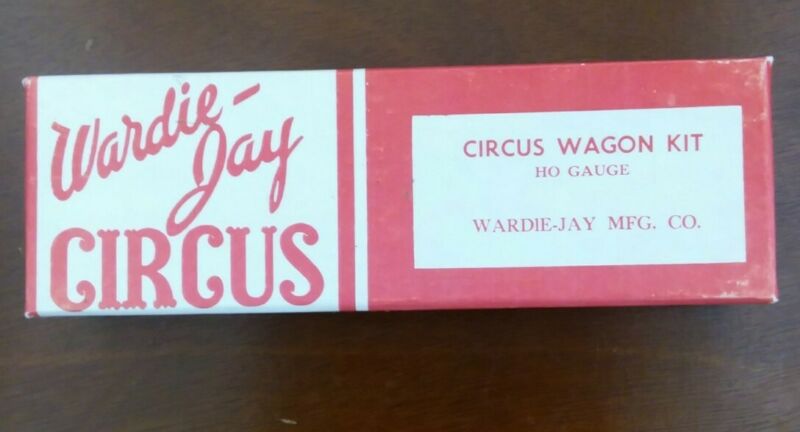 Wardie-
Jay
CIRCUS
CIRCUS WAGON KIT
HO GAUGE
WARDIE-JAY MFG. CO.